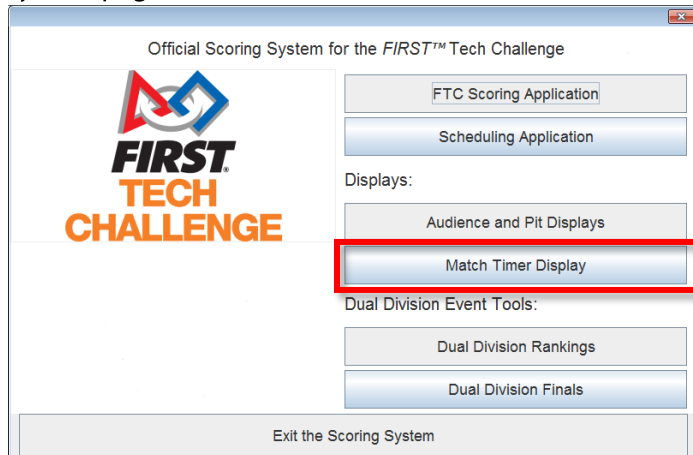 Official Scoring System for the FIRST™ Tech Challenge
FIRST®
TECH
CHALLENGE
FTC Scoring Application
Scheduling Application
Displays:
Audience and Pit Displays
Match Timer Display
Dual Division Event Tools:
Dual Division Rankings
Dual Division Finals
Exit the Scoring System